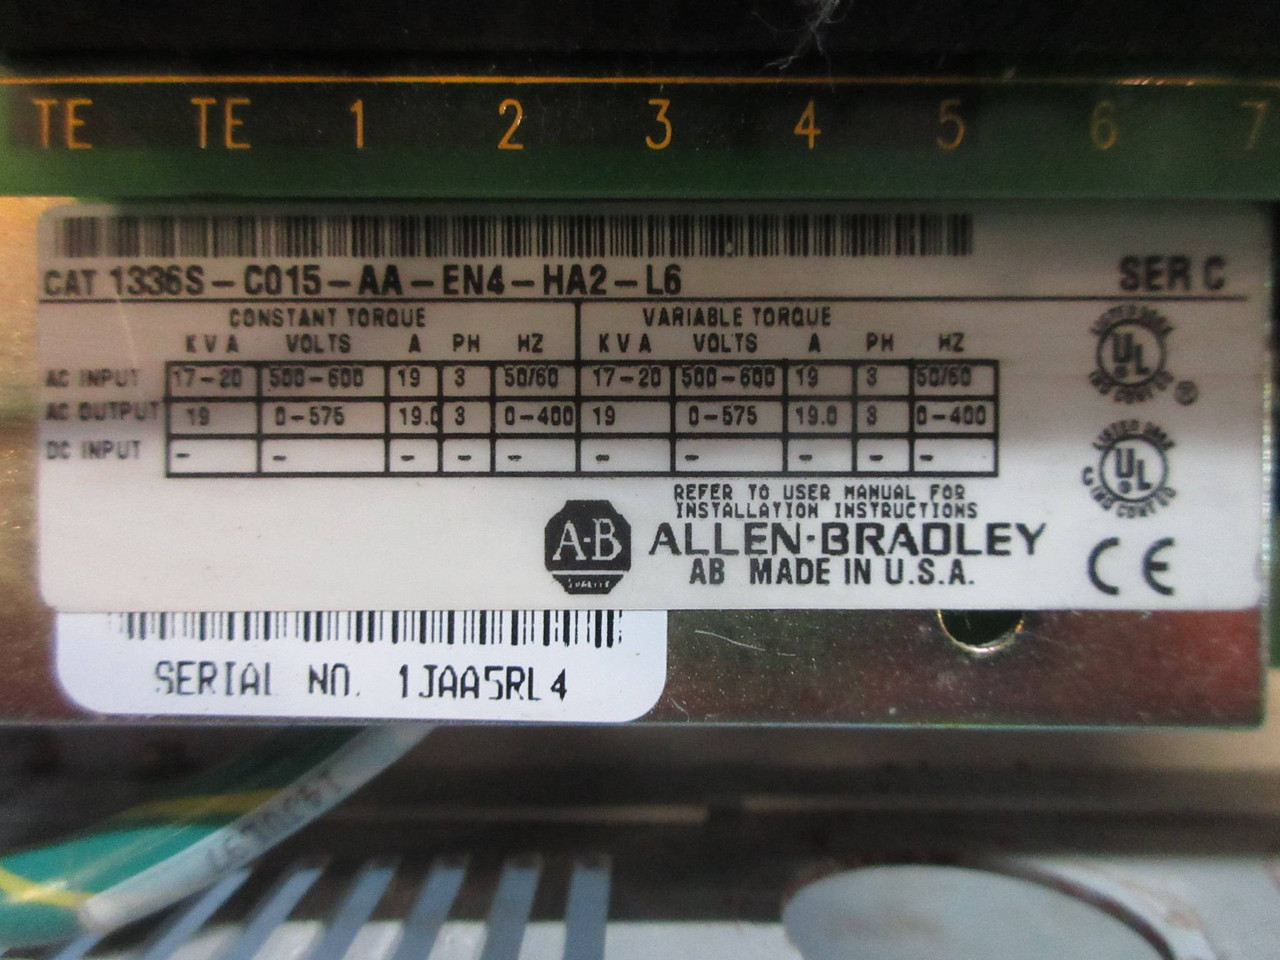 TE TE 1 2 3 4 5 6 7
CAT 1336S-C015-AA-EN4-HA2-L6 SER C
CONSTANT TORQUE VARIABLE TORQUE
KVA VOLTS A PH HZ KVA VOLTS A PH HZ
AC INPUT 17-20 500-600 19 3 50/60 17-20 500-600 19 3 50/60
AC OUTPUT 19 0-575 19.0 3 0-400 19 0-575 19.0 3 0-400
DC INPUT - - - - - - - - - -
UL ®
UL
REFER TO USER MANUAL FOR
INSTALLATION INSTRUCTIONS
A-B
QUALITY
ALLEN-BRADLEY
AB MADE IN U.S.A.
CE
SERIAL NO. 1JAA5RL4